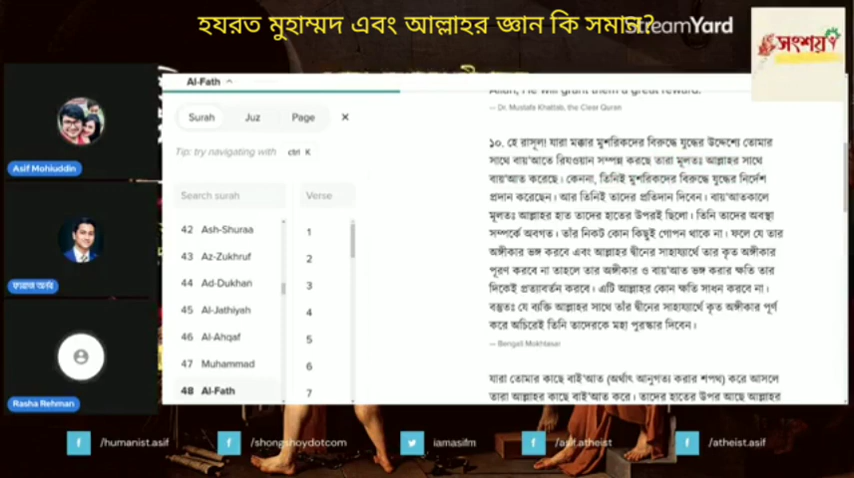 হযরত মুহাম্মদ এবং আল্লাহর জ্ঞান কি সমান?
StreamYard
সংশয়
Al-Fath
Surah Juz Page
Tip: try navigating with ctrl K
Search surah Verse
42 Ash-Shuraa 1
43 Az-Zukhruf 2
44 Ad-Dukhan 3
45 Al-Jathiyah 4
46 Al-Ahqaf 5
47 Muhammad 6
48 Al-Fath 7
Allah, He will grant them a great reward.
— Dr. Mustafa Khattab, the Clear Quran
১০. হে রাসূল! যারা মক্কার মুশরিকদের বিরুদ্ধে যুদ্ধের উদ্দেশ্যে তোমার
সাথে বায়'আতে রিযওয়ান সম্পন্ন করছে তারা মূলতঃ আল্লাহর সাথে
বায়'আত করেছে। কেননা, তিনিই মুশরিকদের বিরুদ্ধে যুদ্ধের নির্দেশ
প্রদান করেছেন। আর তিনিই তাদের প্রতিদান দিবেন। বায়'আতকালে
মূলতঃ আল্লাহর হাত তাদের হাতের উপরই ছিলো। তিনি তাদের অবস্থা
সম্পর্কে অবগত। তাঁর নিকট কোন কিছুই গোপন থাকে না। ফলে যে তার
অঙ্গীকার ভঙ্গ করবে এবং আল্লাহর দ্বীনের সাহায্যার্থে তার কৃত অঙ্গীকার
পূরণ করবে না তাহলে তার অঙ্গীকার ও বায়'আত ভঙ্গ করার ক্ষতি তার
দিকেই প্রত্যাবর্তন করবে। এটি আল্লাহর কোন ক্ষতি সাধন করবে না।
বস্তুতঃ যে ব্যক্তি আল্লাহর সাথে তাঁর দ্বীনের সাহায্যার্থে কৃত অঙ্গীকার পূর্ণ
করে অচিরেই তিনি তাদেরকে মহা পুরস্কার দিবেন।
— Bengali Mokhtasar
যারা তোমার কাছে বাই'আত (অর্থাৎ আনুগত্য করার শপথ) করে আসলে
তারা আল্লাহর কাছে বাই'আত করে। তাদের হাতের উপর আছে আল্লাহর
Asif Mohiuddin
Rasha Rehman
/humanist.asif
/shongshoydotcom
iamasifm
/asif.atheist
/atheist.asif